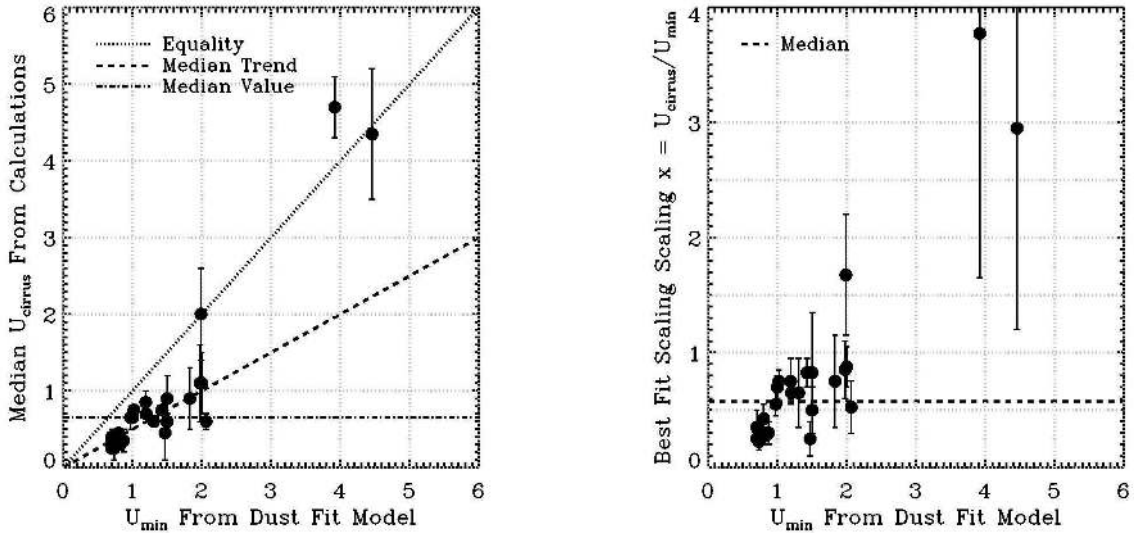 Equality
Median Trend
Median Value
Median U_cirrus From Calculations
6
5
4
3
2
1
0
0 1 2 3 4 5 6
U_min From Dust Fit Model
Median
Best Fit Scaling Scaling x = U_cirrus/U_min
4
3
2
1
0
0 1 2 3 4 5 6
U_min From Dust Fit Model